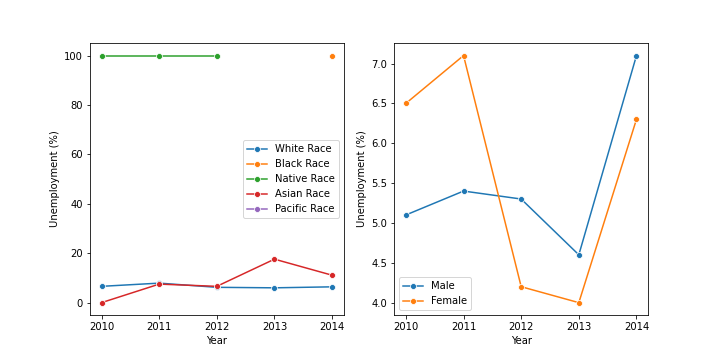 100
80
60
40
20
0
Unemployment (%)
2010 2011 2012 2013 2014
Year
White Race
Black Race
Native Race
Asian Race
Pacific Race
7.0
6.5
6.0
5.5
5.0
4.5
4.0
Unemployment (%)
2010 2011 2012 2013 2014
Year
Male
Female